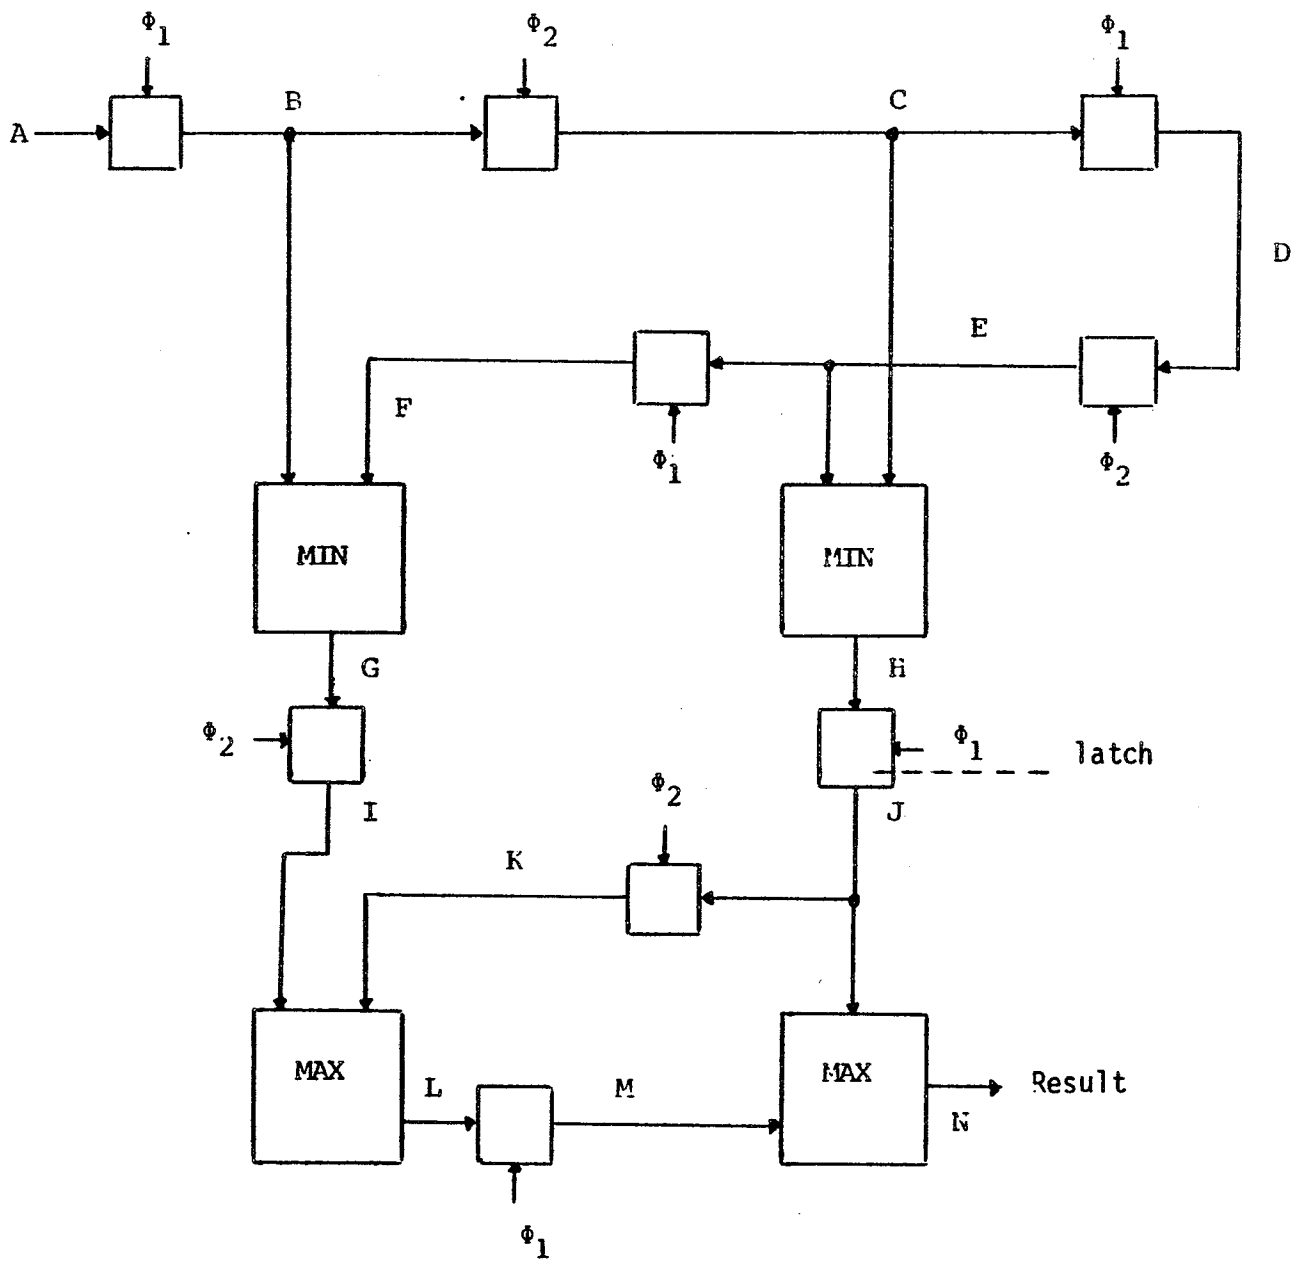 Φ1 Φ2 Φ1
A B C
D
E
F
Φ1 Φ2
MIN MIN
G H
Φ2 Φ1 latch
I Φ2 J
K
MAX MAX
L M Result
N
Φ1